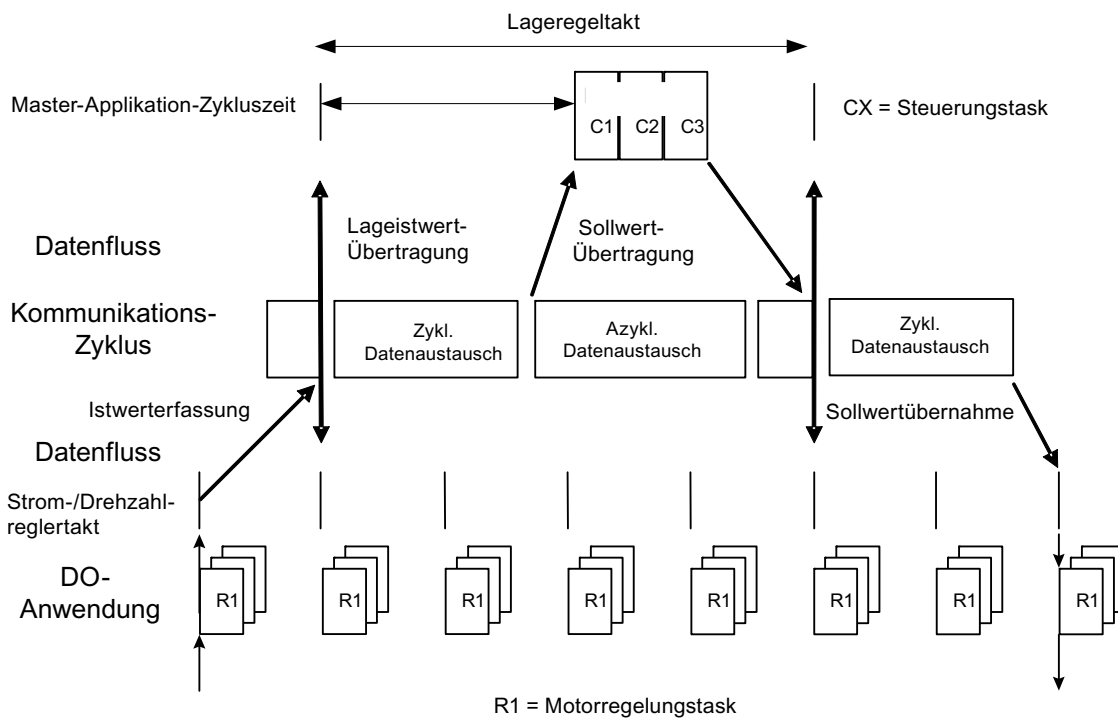 Lageregeltakt
Master-Applikation-Zykluszeit
CX = Steuerungstask
C1 C2 C3
Datenfluss
Lageistwert-
Übertragung
Sollwert-
Übertragung
Kommunikations-
Zyklus
Zykl.
Datenaustausch
Azykl.
Datenaustausch
Zykl.
Datenaustausch
Istwerterfassung
Sollwertübernahme
Datenfluss
Strom-/Drehzahl-
reglertakt
DO-
Anwendung
R1 R1 R1 R1 R1 R1 R1 R1
R1 = Motorregelungstask